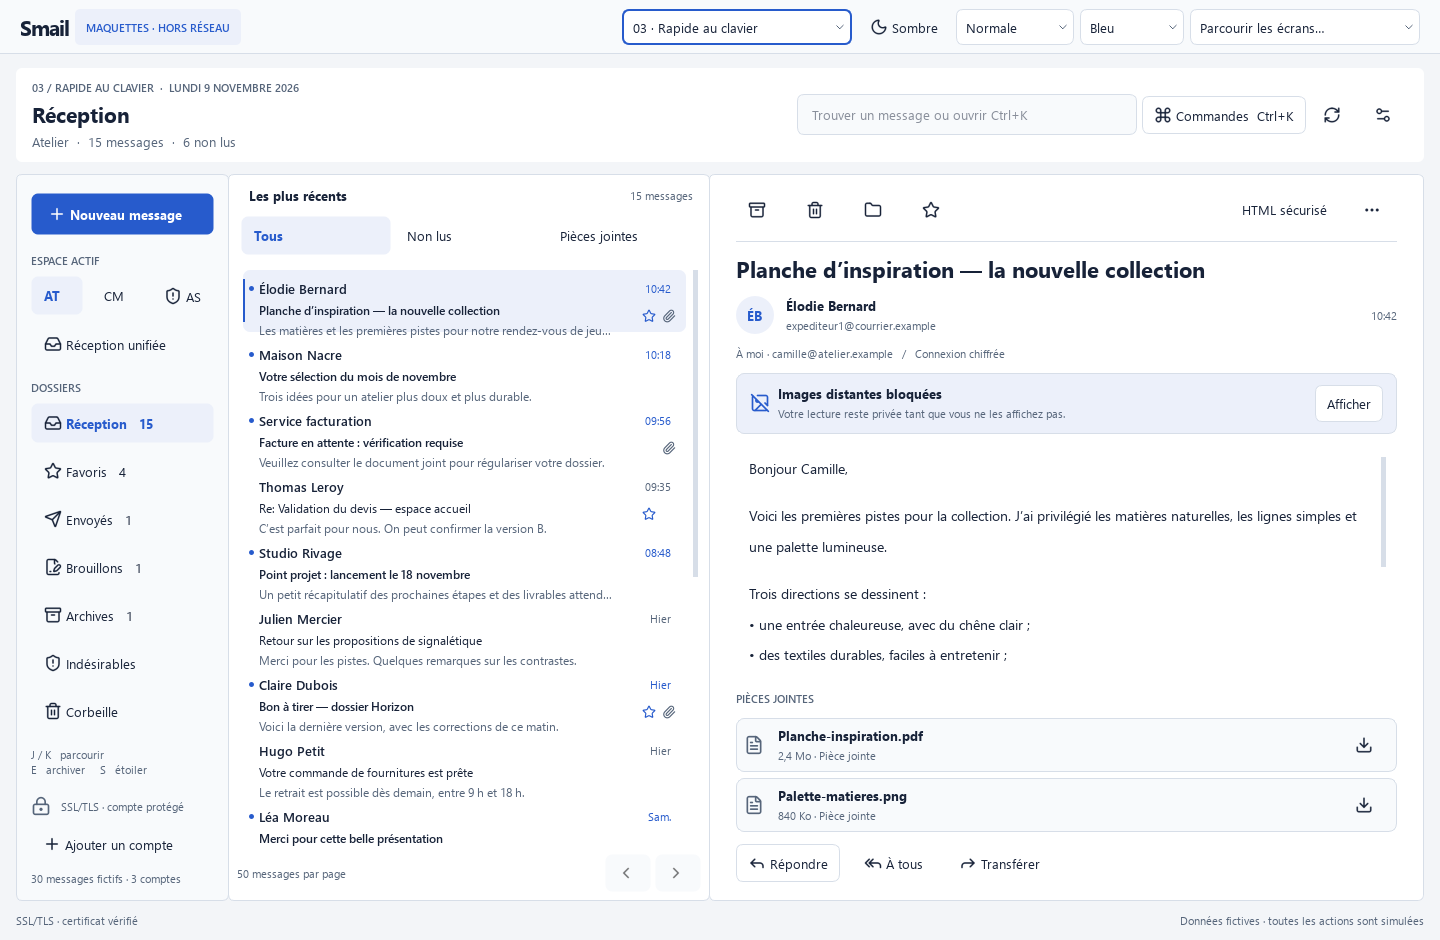 Smail
MAQUETTES · HORS RÉSEAU
03 · Rapide au clavier
Sombre
Normale
Bleu
Parcourir les écrans…
03 / RAPIDE AU CLAVIER · LUNDI 9 NOVEMBRE 2026
Réception
Atelier · 15 messages · 6 non lus
Trouver un message ou ouvrir Ctrl+K
Commandes Ctrl+K
Nouveau message
ESPACE ACTIF
AT
CM
AS
Réception unifiée
DOSSIERS
Réception 15
Favoris 4
Envoyés 1
Brouillons 1
Archives 1
Indésirables
Corbeille
J / K parcourir
E archiver S étoiler
SSL/TLS · compte protégé
Ajouter un compte
30 messages fictifs · 3 comptes
Les plus récents
15 messages
Tous
Non lus
Pièces jointes
Élodie Bernard 10:42
Planche d’inspiration — la nouvelle collection
Les matières et les premières pistes pour notre rendez-vous de jeu…
Maison Nacre 10:18
Votre sélection du mois de novembre
Trois idées pour un atelier plus doux et plus durable.
Service facturation 09:56
Facture en attente : vérification requise
Veuillez consulter le document joint pour régulariser votre dossier.
Thomas Leroy 09:35
Re: Validation du devis — espace accueil
C’est parfait pour nous. On peut confirmer la version B.
Studio Rivage 08:48
Point projet : lancement le 18 novembre
Un petit récapitulatif des prochaines étapes et des livrables attend…
Julien Mercier Hier
Retour sur les propositions de signalétique
Merci pour les pistes. Quelques remarques sur les contrastes.
Claire Dubois Hier
Bon à tirer — dossier Horizon
Voici la dernière version, avec les corrections de ce matin.
Hugo Petit Hier
Votre commande de fournitures est prête
Le retrait est possible dès demain, entre 9 h et 18 h.
Léa Moreau Sam.
Merci pour cette belle présentation
50 messages par page
HTML sécurisé
Planche d’inspiration — la nouvelle collection
ÉB
Élodie Bernard
expediteur1@courrier.example
10:42
À moi · camille@atelier.example / Connexion chiffrée
Images distantes bloquées
Votre lecture reste privée tant que vous ne les affichez pas.
Afficher
Bonjour Camille,
Voici les premières pistes pour la collection. J’ai privilégié les matières naturelles, les lignes simples et
une palette lumineuse.
Trois directions se dessinent :
• une entrée chaleureuse, avec du chêne clair ;
• des textiles durables, faciles à entretenir ;
PIÈCES JOINTES
Planche-inspiration.pdf
2,4 Mo · Pièce jointe
Palette-matieres.png
840 Ko · Pièce jointe
Répondre
À tous
Transférer
SSL/TLS · certificat vérifié
Données fictives · toutes les actions sont simulées